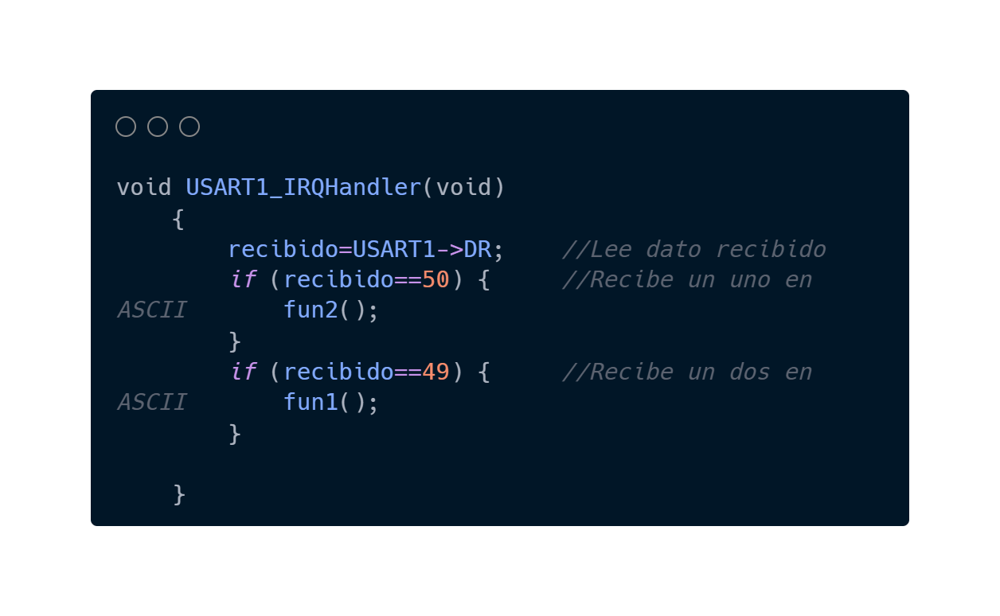 void USART1_IRQHandler(void)
    {
        recibido=USART1->DR;    //Lee dato recibido
        if (recibido==50) {     //Recibe un uno en
ASCII       fun2();
        }
        if (recibido==49) {     //Recibe un dos en
ASCII       fun1();
        }

    }